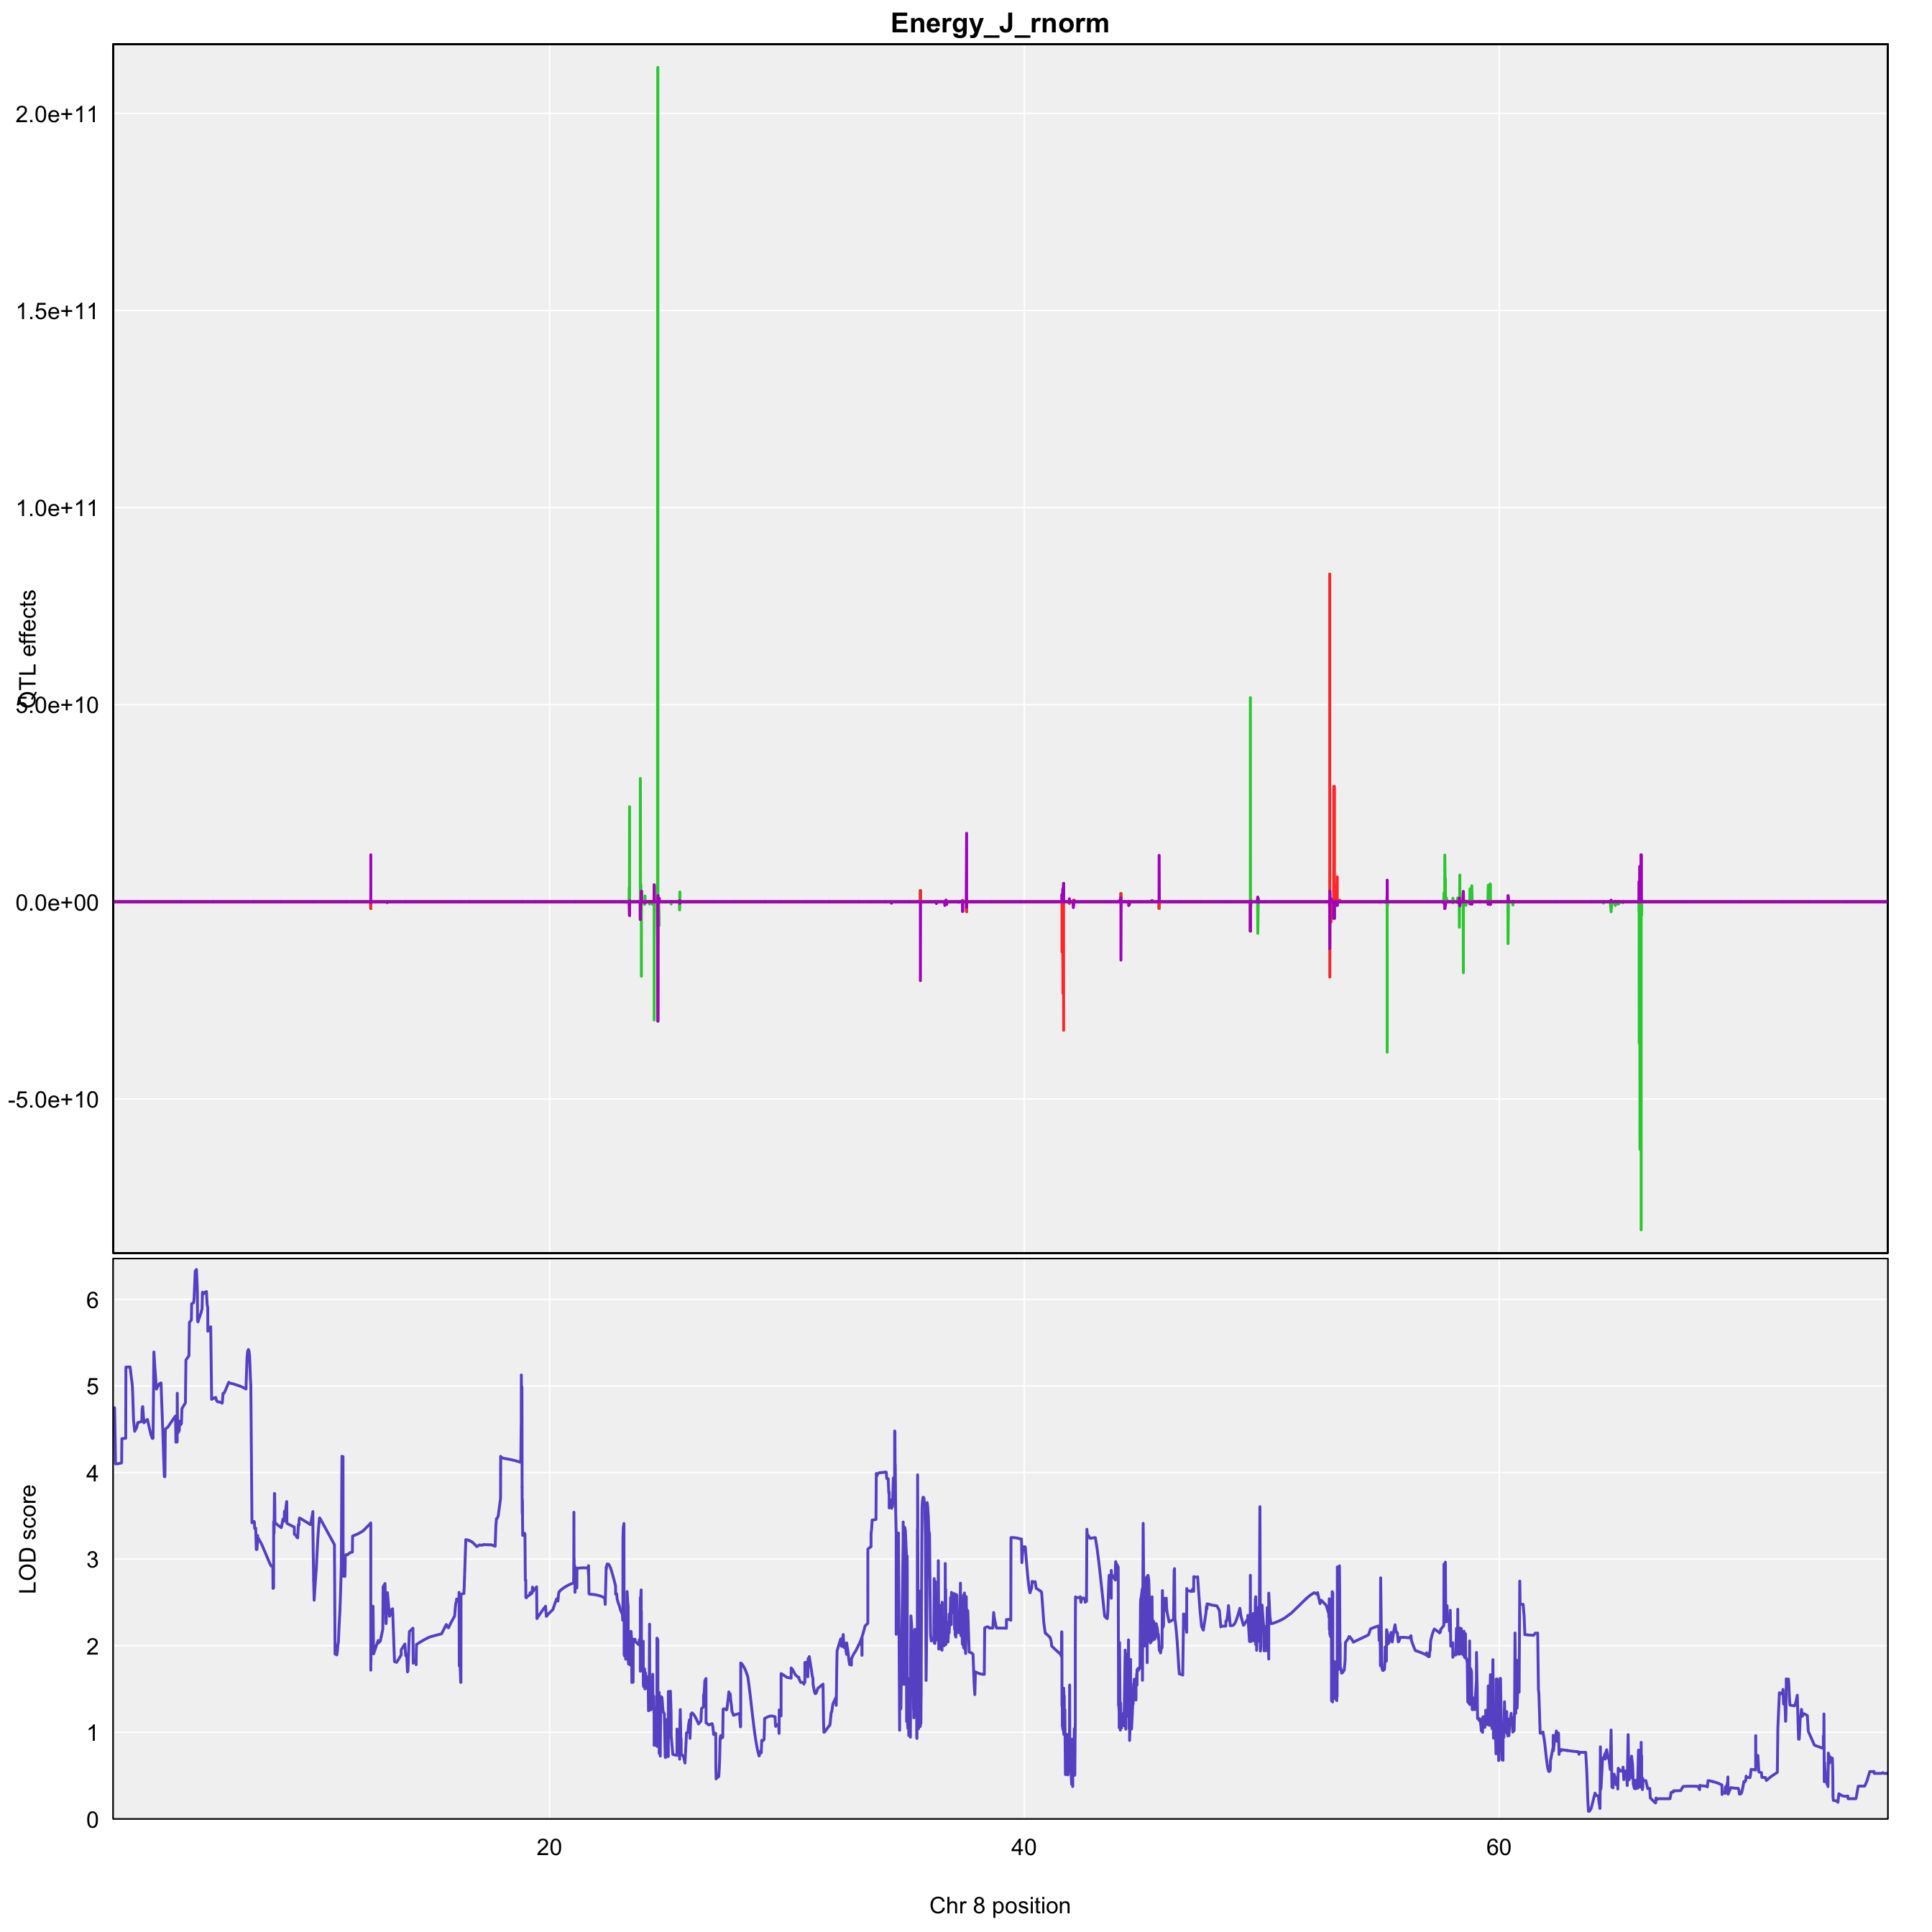 Energy_J_rnorm
2.0e+11
1.5e+11
1.0e+11
5.0e+10
0.0e+00
-5.0e+10
QTL effects
6
5
4
3
2
1
0
LOD score
20 40 60
Chr 8 position